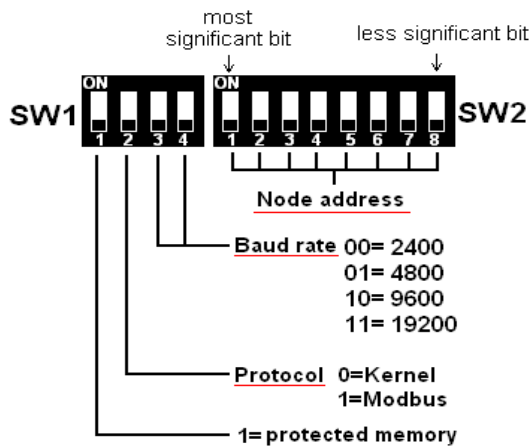 most
significant bit
less significant bit
ON
ON
SW1
SW2
1 2 3 4
1 2 3 4 5 6 7 8
Node address
Baud rate 00= 2400
01= 4800
10= 9600
11= 19200
Protocol 0=Kernel
1=Modbus
1= protected memory